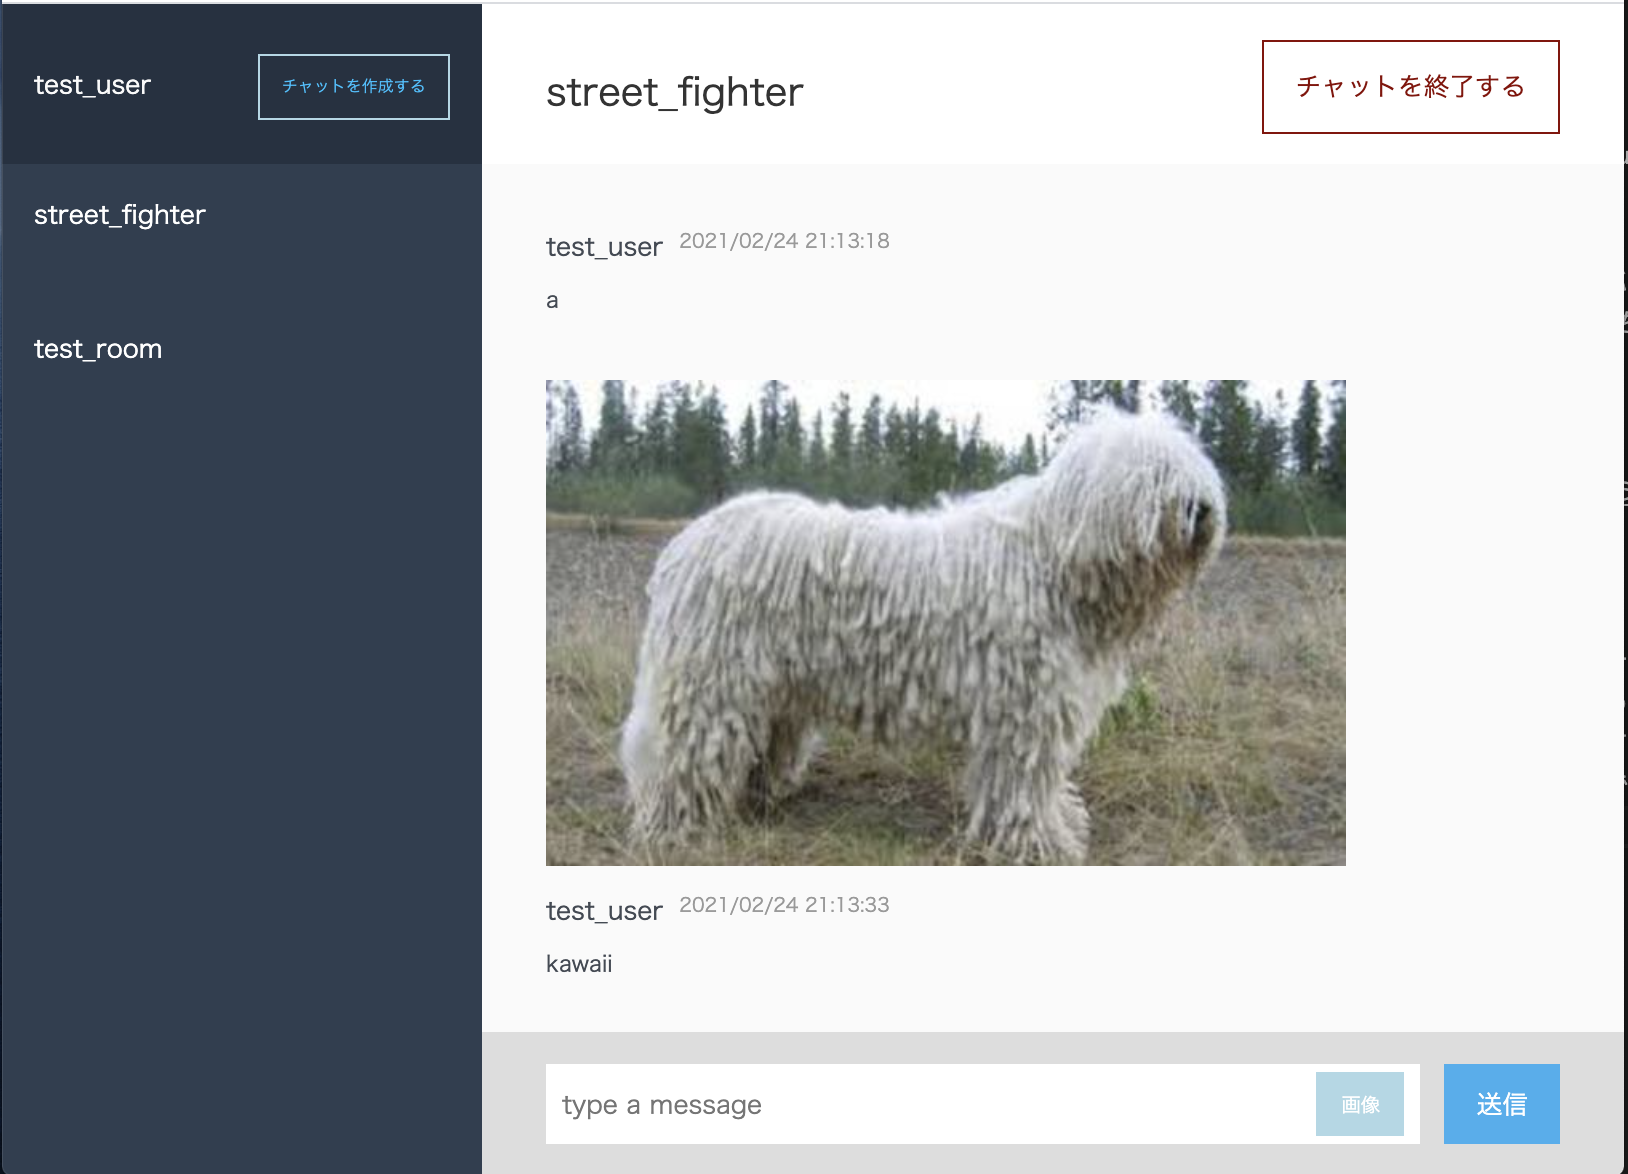 test_user
チャットを作成する
street_fighter
test_room
street_fighter
チャットを終了する
test_user 2021/02/24 21:13:18
a
test_user 2021/02/24 21:13:33
kawaii
type a message
画像
送信